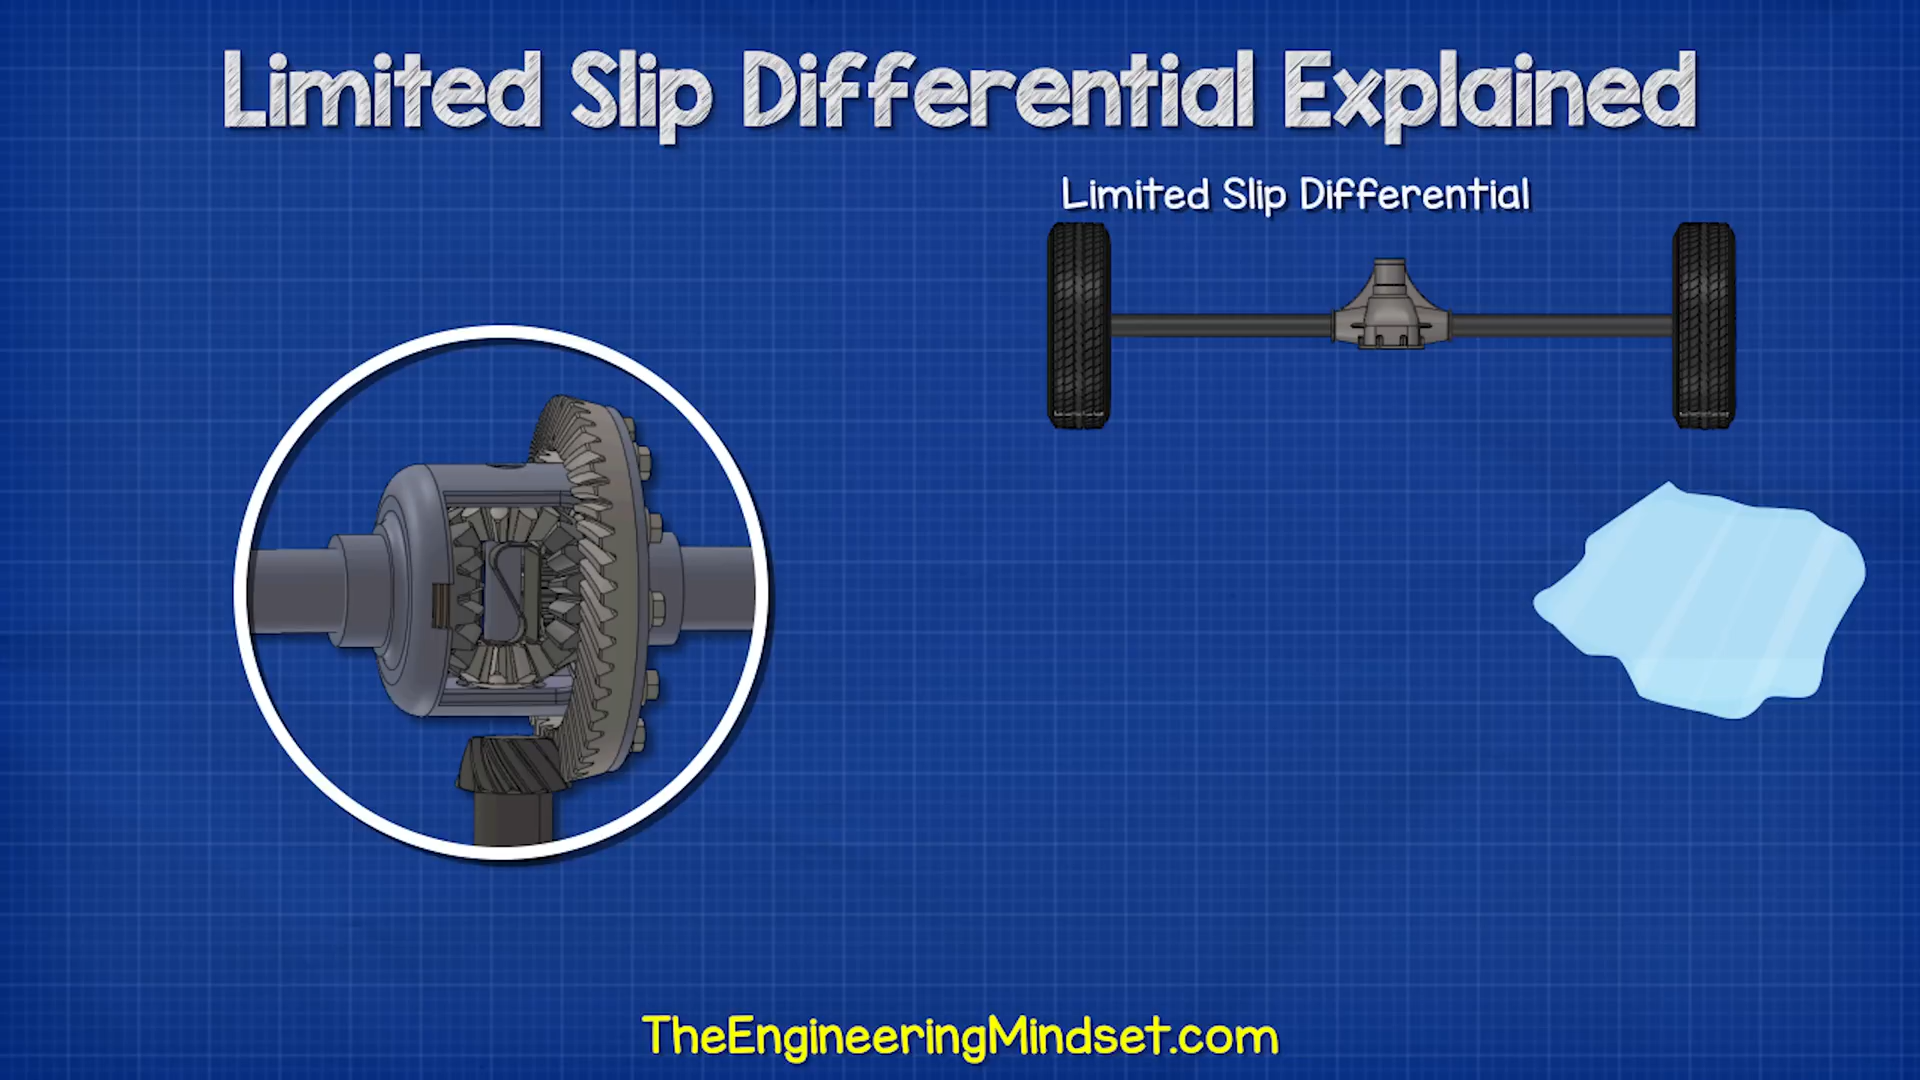 Limited Slip Differential Explained
Limited Slip Differential
TheEngineeringMindset.com